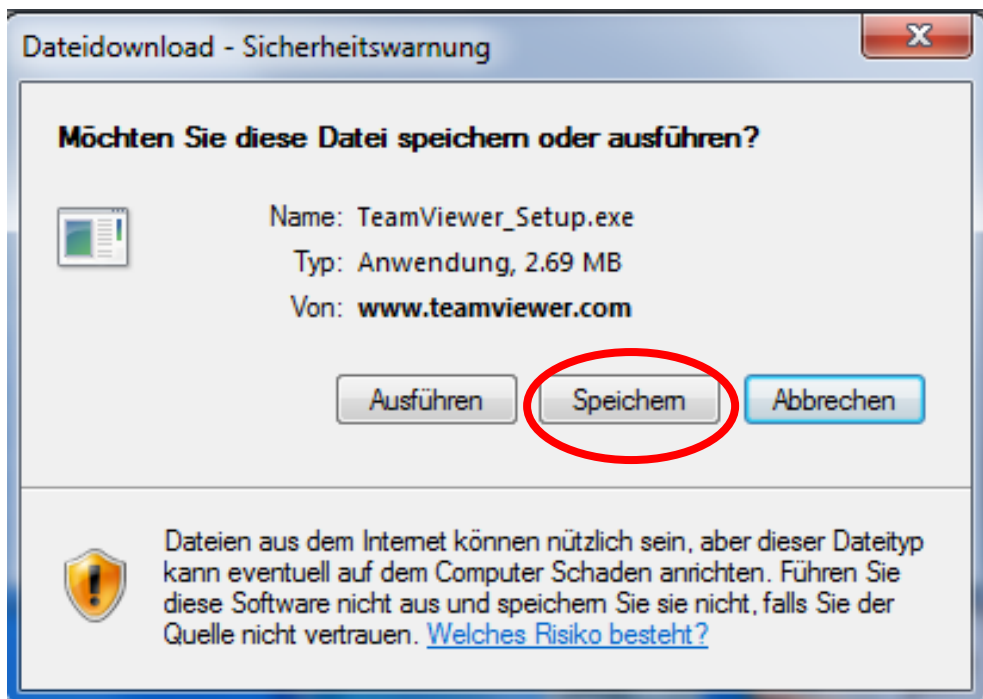 Dateidownload - Sicherheitswarnung
Möchten Sie diese Datei speichern oder ausführen?
Name: TeamViewer_Setup.exe
Typ: Anwendung, 2.69 MB
Von: www.teamviewer.com
Ausführen Speichern Abbrechen
Dateien aus dem Internet können nützlich sein, aber dieser Dateityp
kann eventuell auf dem Computer Schaden anrichten. Führen Sie
diese Software nicht aus und speichern Sie sie nicht, falls Sie der
Quelle nicht vertrauen. Welches Risiko besteht?